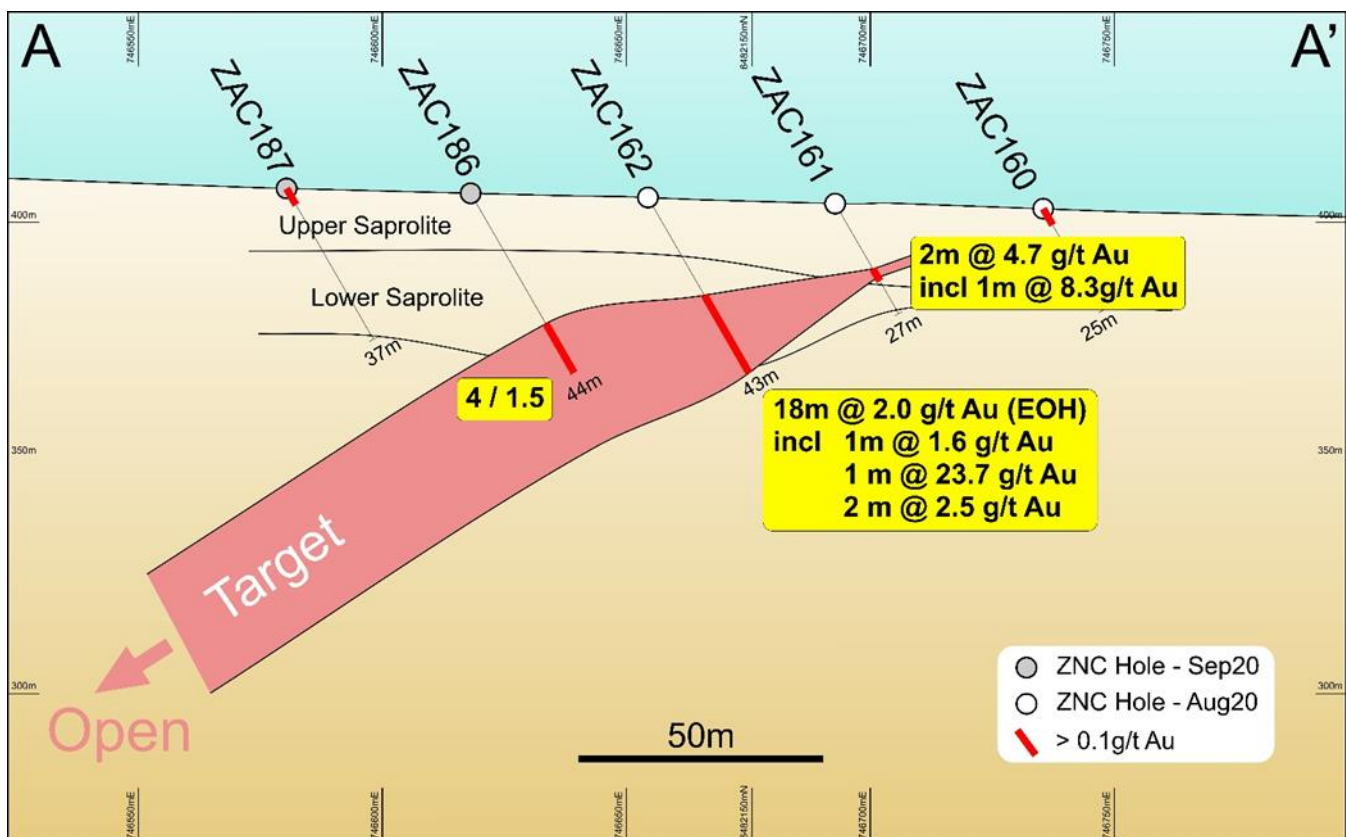 A
746550mE
746600mE
746650mE
6482150mN
746700mE
746750mE
A'
ZAC187
ZAC186
ZAC162
ZAC161
ZAC160
400m
400m
Upper Saprolite
Lower Saprolite
2m @ 4.7 g/t Au
incl 1m @ 8.3g/t Au
37m
44m
43m
27m
25m
4 / 1.5
18m @ 2.0 g/t Au (EOH)
incl 1m @ 1.6 g/t Au
1 m @ 23.7 g/t Au
2 m @ 2.5 g/t Au
350m
350m
Target
Open
300m
300m
50m
ZNC Hole - Sep20
ZNC Hole - Aug20
> 0.1g/t Au
746550mE
746600mE
746650mE
6482150mN
746700mE
746750mE